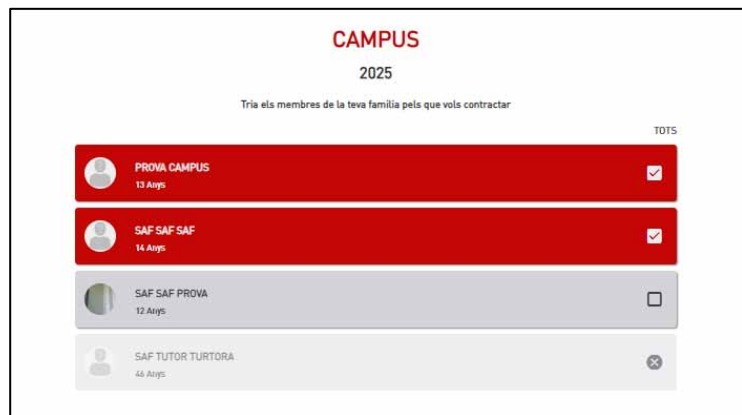 CAMPUS
2025
Tria els membres de la teva familia pels que vols contractar
TOTS
PROVA CAMPUS
13 Anys
SAF SAF SAF
14 Anys
SAF SAF PROVA
12 Anys
SAF TUTOR TURTORA
46 Anys